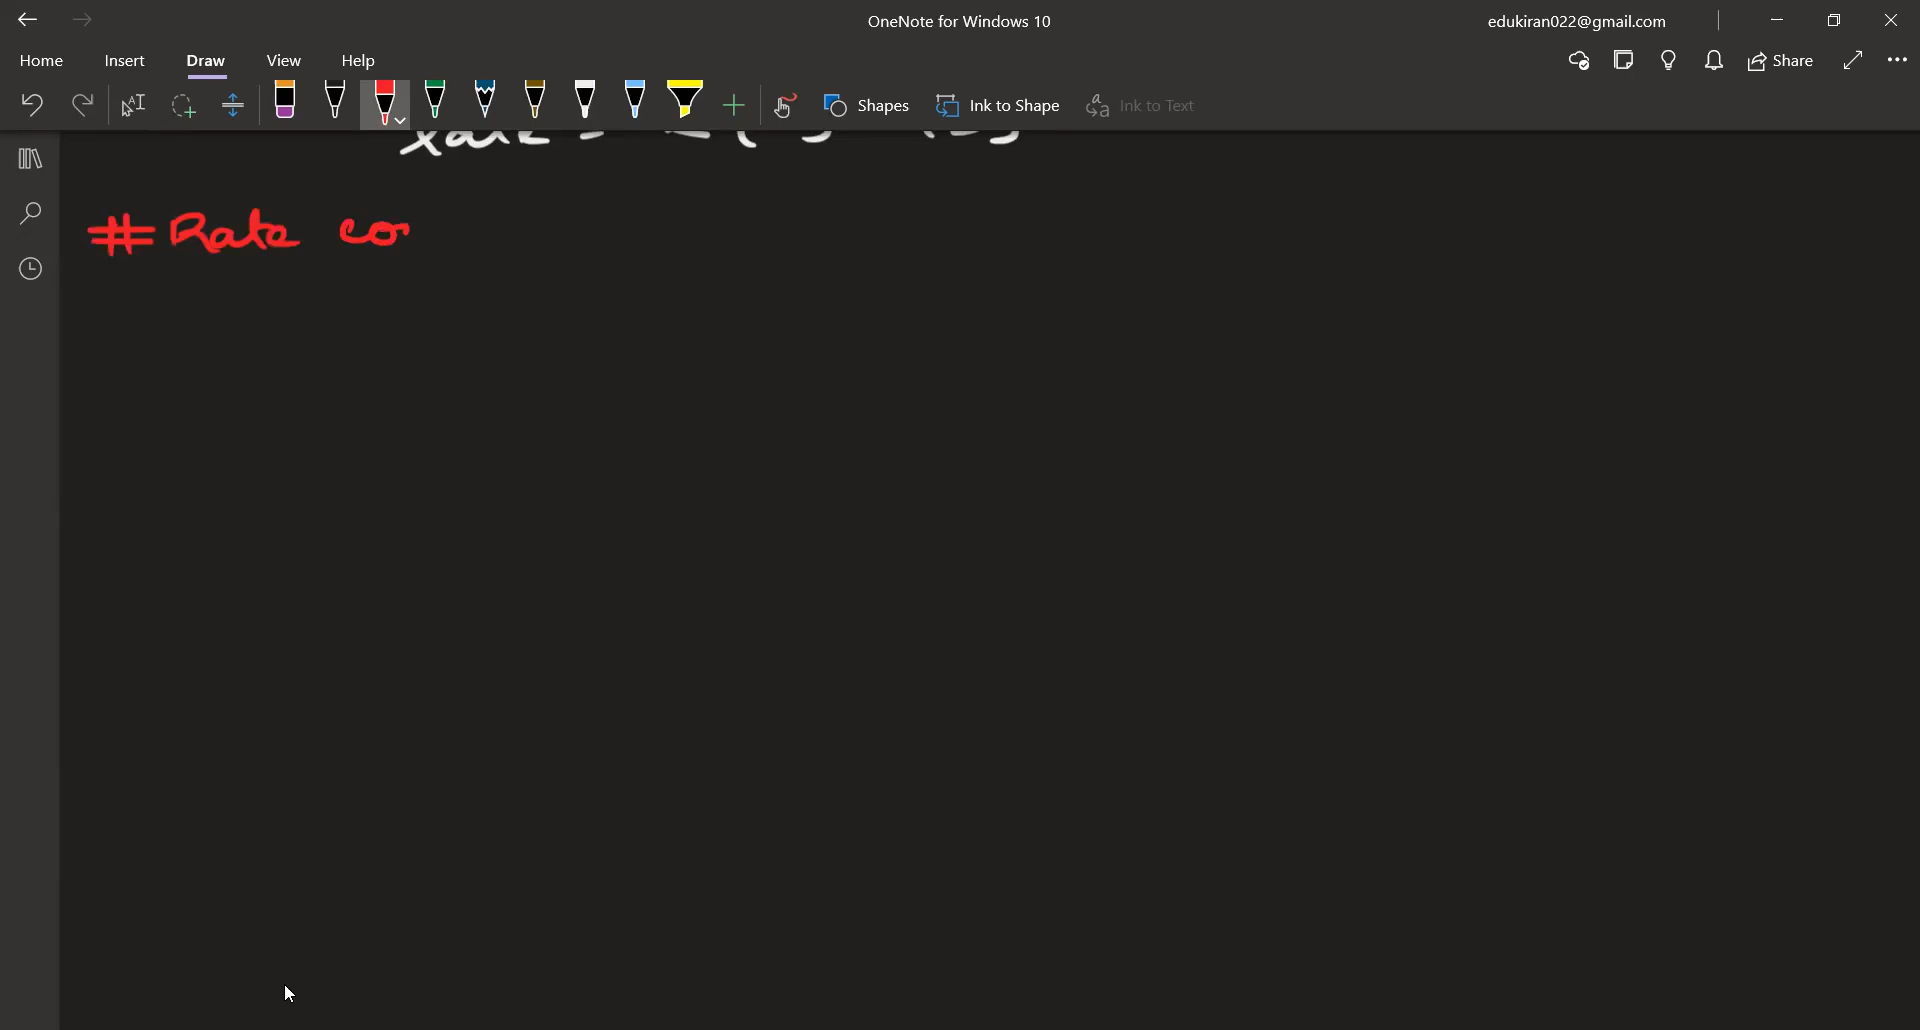 OneNote for Windows 10
edukiran022@gmail.com
Home Insert Draw View Help
Share
Shapes Ink to Shape Ink to Text
# Rate co